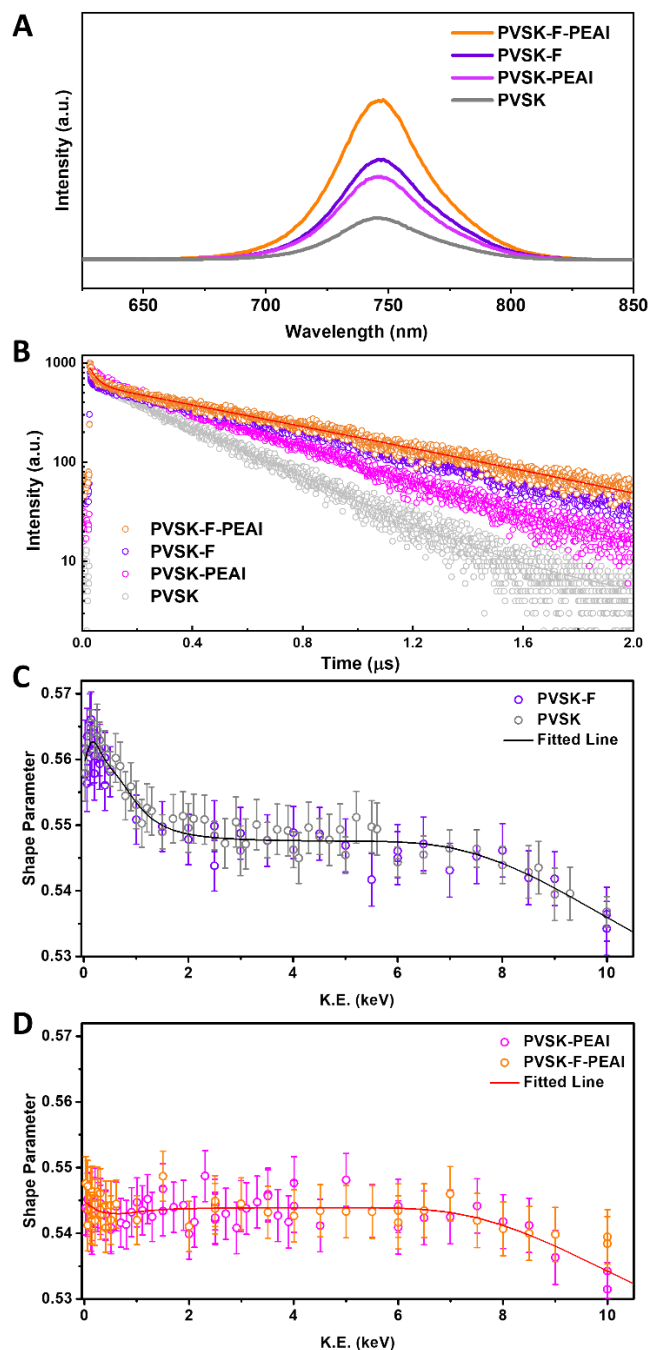 A
Intensity (a.u.)
PVSK-F-PEAI
PVSK-F
PVSK-PEAI
PVSK
650 700 750 800 850
Wavelength (nm)
B
Intensity (a.u.)
1000
100
10
PVSK-F-PEAI
PVSK-F
PVSK-PEAI
PVSK
0.0 0.4 0.8 1.2 1.6 2.0
Time (μs)
C
Shape Parameter
0.57
0.56
0.55
0.54
0.53
PVSK-F
PVSK
Fitted Line
0 2 4 6 8 10
K.E. (keV)
D
Shape Parameter
0.57
0.56
0.55
0.54
0.53
PVSK-PEAI
PVSK-F-PEAI
Fitted Line
0 2 4 6 8 10
K.E. (keV)